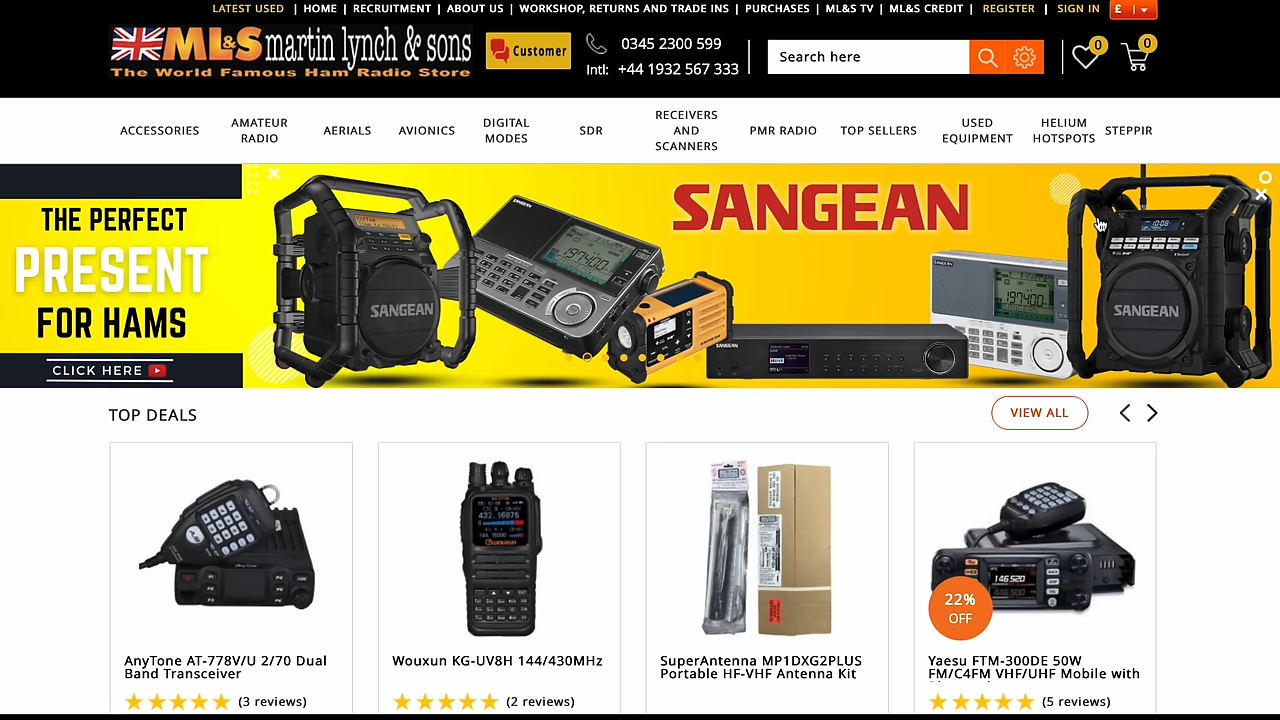 LATEST USED | HOME | RECRUITMENT | ABOUT US | WORKSHOP, RETURNS AND TRADE INS | PURCHASES | ML&S TV | ML&S CREDIT | REGISTER | SIGN IN £
ML&S martin lynch & sons
The World Famous Ham Radio Store
Customer
0345 2300 599
Intl: +44 1932 567 333
Search here
0
0
ACCESSORIES
AMATEUR RADIO
AERIALS
AVIONICS
DIGITAL MODES
SDR
RECEIVERS AND SCANNERS
PMR RADIO
TOP SELLERS
USED EQUIPMENT
HELIUM HOTSPOTS
STEPPIR
THE PERFECT
PRESENT
FOR HAMS
CLICK HERE
SANGEAN
SANGEAN
SANGEAN
SANGEAN
TOP DEALS
VIEW ALL
432.16875
WOUXUN
146.520
22%
OFF
AnyTone AT-778V/U 2/70 Dual
Band Transceiver
(3 reviews)
Wouxun KG-UV8H 144/430MHz
(2 reviews)
SuperAntenna MP1DXG2PLUS
Portable HF-VHF Antenna Kit
Yaesu FTM-300DE 50W
FM/C4FM VHF/UHF Mobile with
(5 reviews)